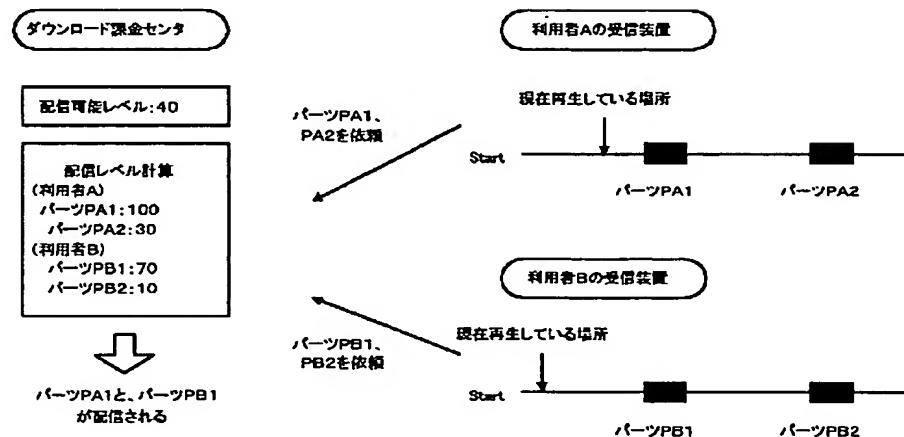 ダウンロード課金センタ
配信可能レベル:40
配信レベル計算
(利用者A)
パーツPA1:100
パーツPA2:30
(利用者B)
パーツPB1:70
パーツPB2:10
パーツPA1と、パーツPB1
が配信される
パーツPA1、
PA2を依頼
パーツPB1、
PB2を依頼
利用者Aの受信装置
現在再生している場所
Start
パーツPA1
パーツPA2
利用者Bの受信装置
現在再生している場所
Start
パーツPB1
パーツPB2